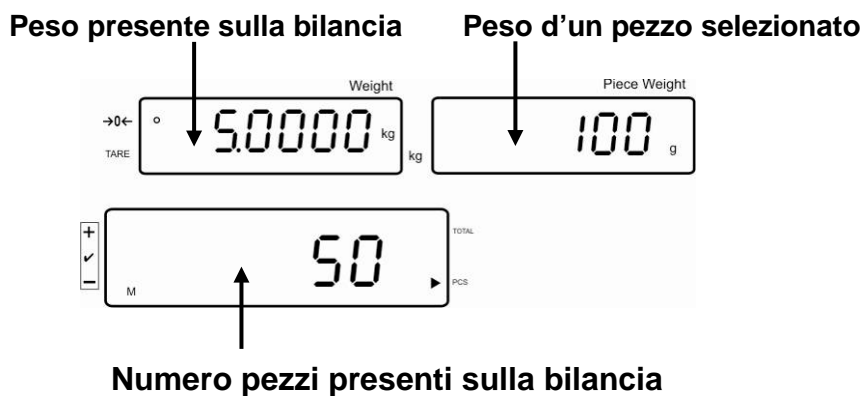 Peso presente sulla bilancia Peso d'un pezzo selezionato
Weight Piece Weight
→0← 5.0000 kg 100 g
TARE kg
+ TOTAL
✔ 50
− M ▶ PCS
Numero pezzi presenti sulla bilancia